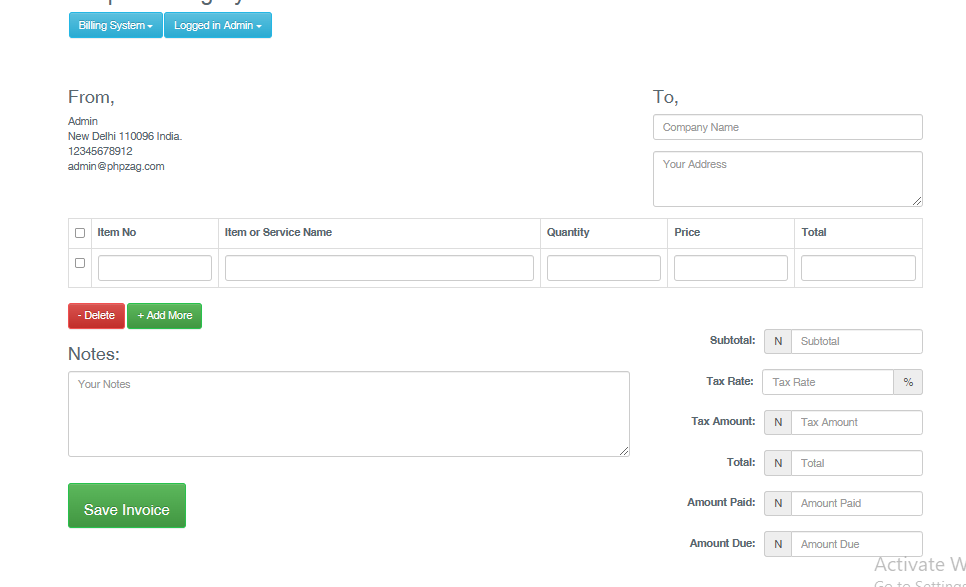 Billing System
Logged in Admin
From,
Admin
New Delhi 110096 India.
12345678912
admin@phpzag.com
To,
Company Name
Your Address
Item No
Item or Service Name
Quantity
Price
Total
- Delete
+ Add More
Notes:
Your Notes
Save Invoice
Subtotal: N Subtotal
Tax Rate: Tax Rate %
Tax Amount: N Tax Amount
Total: N Total
Amount Paid: N Amount Paid
Amount Due: N Amount Due
Activate W
Go to Settings